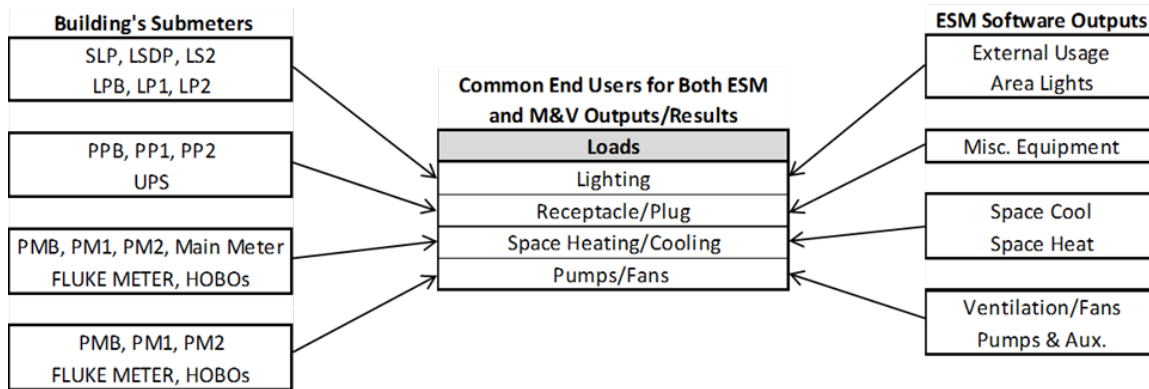 Building's Submeters
SLP, LSDP, LS2
LPB, LP1, LP2
PPB, PP1, PP2
UPS
PMB, PM1, PM2, Main Meter
FLUKE METER, HOBOs
PMB, PM1, PM2
FLUKE METER, HOBOs
Common End Users for Both ESM
and M&V Outputs/Results
Loads
Lighting
Receptacle/Plug
Space Heating/Cooling
Pumps/Fans
ESM Software Outputs
External Usage
Area Lights
Misc. Equipment
Space Cool
Space Heat
Ventilation/Fans
Pumps & Aux.